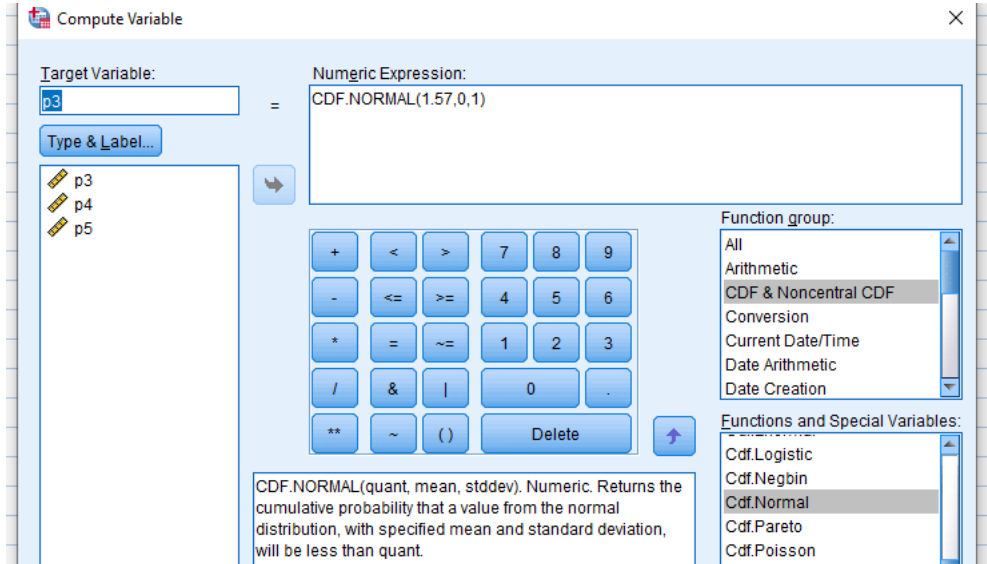 Compute Variable
Target Variable:
p3
=
Numeric Expression:
CDF.NORMAL(1.57,0,1)
Type & Label...
p3
p4
p5
+ < > 7 8 9
- <= >= 4 5 6
* = ~= 1 2 3
/ & | 0 .
** ~ ( ) Delete
CDF.NORMAL(quant, mean, stddev). Numeric. Returns the
cumulative probability that a value from the normal
distribution, with specified mean and standard deviation,
will be less than quant.
Function group:
All
Arithmetic
CDF & Noncentral CDF
Conversion
Current Date/Time
Date Arithmetic
Date Creation
Functions and Special Variables:
Cdf.Logistic
Cdf.Negbin
Cdf.Normal
Cdf.Pareto
Cdf.Poisson